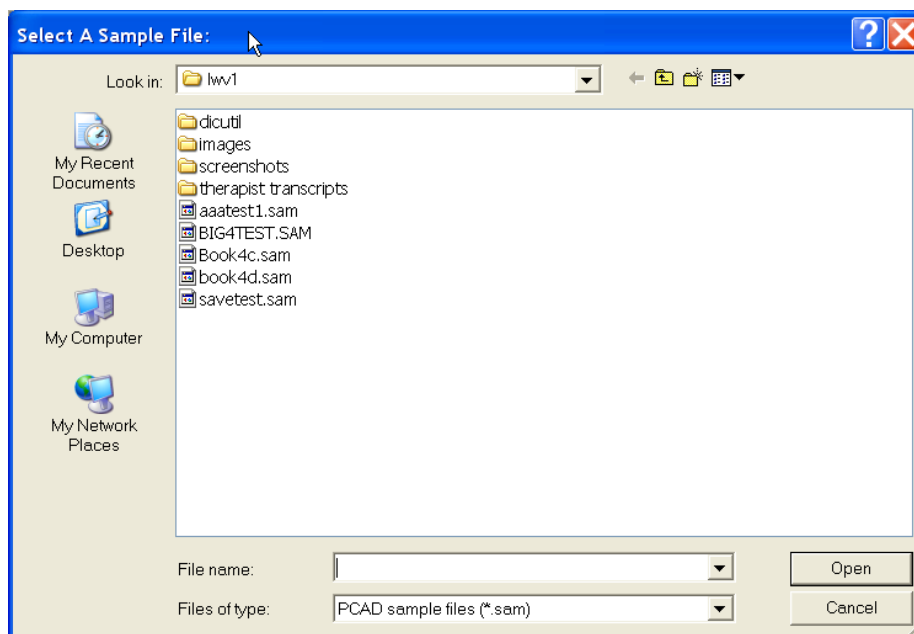 Select A Sample File:
Look in: lwv1
My Recent
Documents
Desktop
My Computer
My Network
Places
dicutil
images
screenshots
therapist transcripts
aaatest1.sam
BIG4TEST.SAM
Book4c.sam
book4d.sam
savetest.sam
File name:
Open
Files of type: PCAD sample files (*.sam)
Cancel